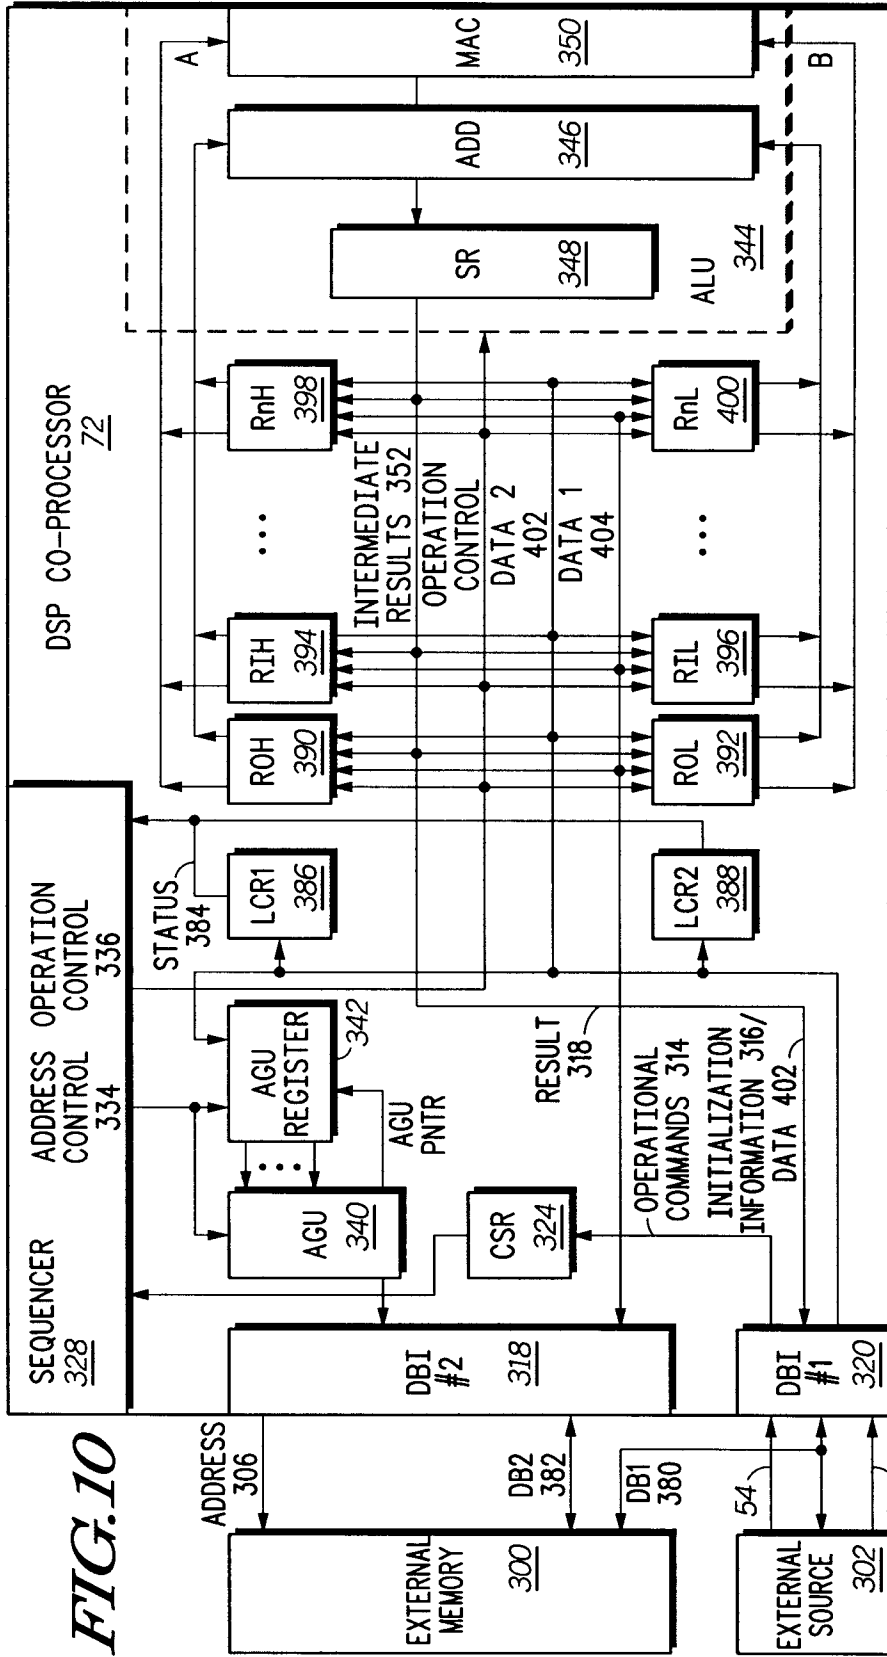 FIG.10
SEQUENCER
328
ADDRESS
CONTROL
334
OPERATION
CONTROL
336
DSP CO-PROCESSOR
72
ADDRESS
306
AGU
340
AGU
REGISTER
342
STATUS
384
LCR1
386
ROH
390
RIH
394
...
RnH
398
A
AGU
PNTR
CSR
324
SR
348
ADD
346
MAC
350
INTERMEDIATE
RESULTS 352
OPERATION
CONTROL
DATA 2
402
DATA 1
404
EXTERNAL
MEMORY
300
DB2
382
DB1
380
DBI
#2
318
RESULT
318
OPERATIONAL
COMMANDS 314
INITIALIZATION
INFORMATION 316/
DATA 402
LCR2
388
ROL
392
RIL
396
...
RnL
400
ALU
344
B
EXTERNAL
SOURCE
302
54
DBI
#1
320